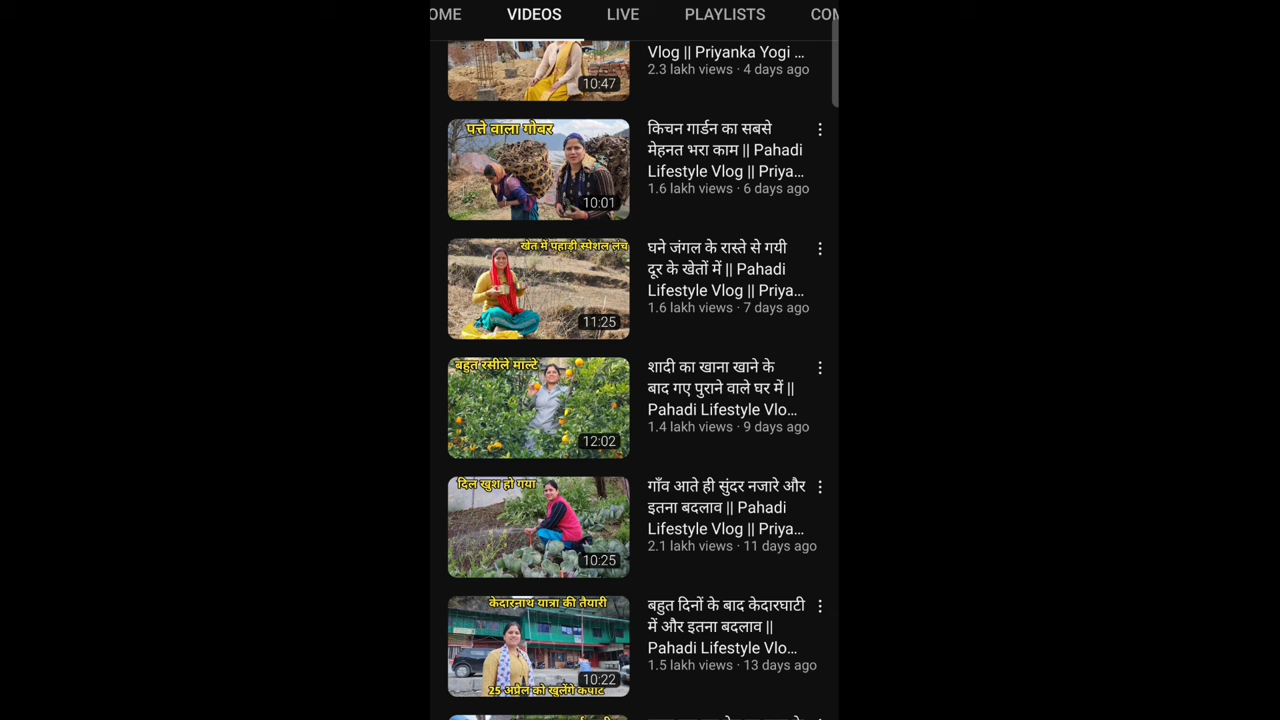 OME VIDEOS LIVE PLAYLISTS COM
Vlog || Priyanka Yogi ...
2.3 lakh views · 4 days ago
10:47
पत्ते वाला गोबर
10:01
किचन गार्डन का सबसे
मेहनत भरा काम || Pahadi
Lifestyle Vlog || Priya...
1.6 lakh views · 6 days ago
खेत में पहाड़ी स्पेशल लंच
11:25
घने जंगल के रास्ते से गयी
दूर के खेतों में || Pahadi
Lifestyle Vlog || Priya...
1.6 lakh views · 7 days ago
बहुत रसीले माल्टे
12:02
शादी का खाना खाने के
बाद गए पुराने वाले घर में ||
Pahadi Lifestyle Vlo...
1.4 lakh views · 9 days ago
दिल खुश हो गया
10:25
गाँव आते ही सुंदर नजारे और
इतना बदलाव || Pahadi
Lifestyle Vlog || Priya...
2.1 lakh views · 11 days ago
केदारनाथ यात्रा की तैयारी
10:22
25 अप्रैल को खुलेंगे कपाट
बहुत दिनों के बाद केदारघाटी
में और इतना बदलाव ||
Pahadi Lifestyle Vlo...
1.5 lakh views · 13 days ago